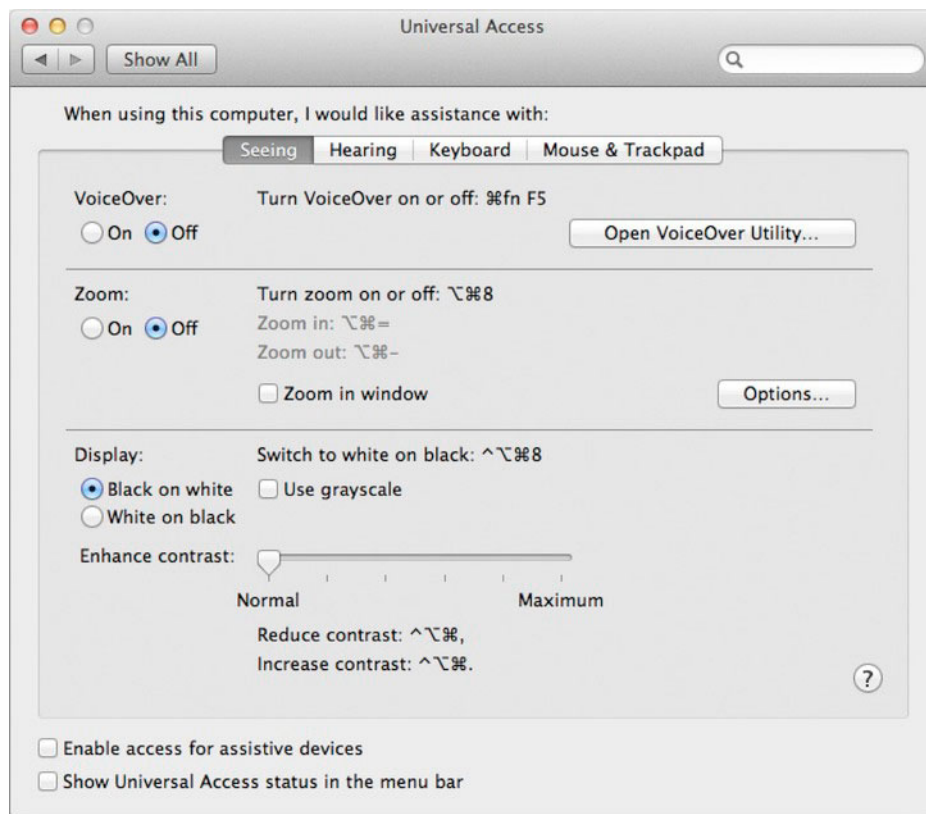 Universal Access
Show All
When using this computer, I would like assistance with:
Seeing Hearing Keyboard Mouse & Trackpad
VoiceOver: Turn VoiceOver on or off: ⌘fn F5
On Off Open VoiceOver Utility...
Zoom: Turn zoom on or off: ⌥⌘8
On Off Zoom in: ⌥⌘=
Zoom out: ⌥⌘-
Zoom in window Options...
Display: Switch to white on black: ^⌥⌘8
Black on white Use grayscale
White on black
Enhance contrast:
Normal Maximum
Reduce contrast: ^⌥⌘,
Increase contrast: ^⌥⌘.
?
Enable access for assistive devices
Show Universal Access status in the menu bar